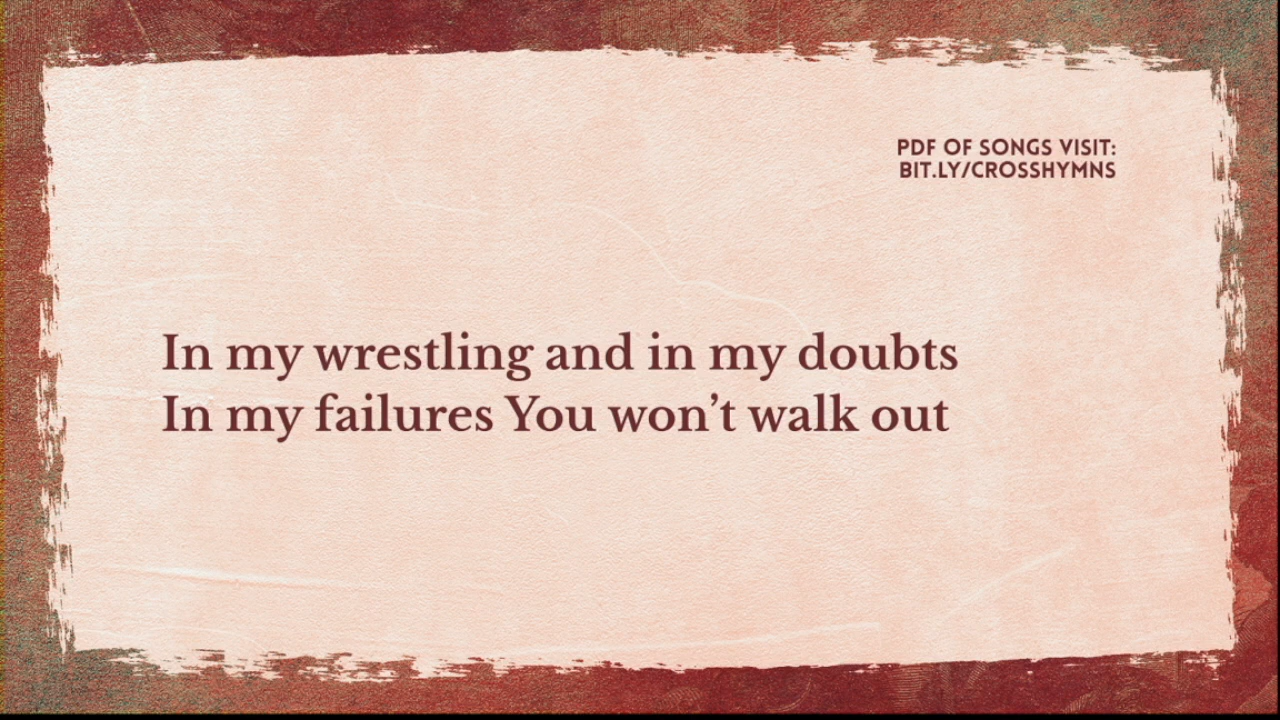 PDF OF SONGS VISIT:
BIT.LY/CROSSHYMNS
In my wrestling and in my doubts
In my failures You won’t walk out